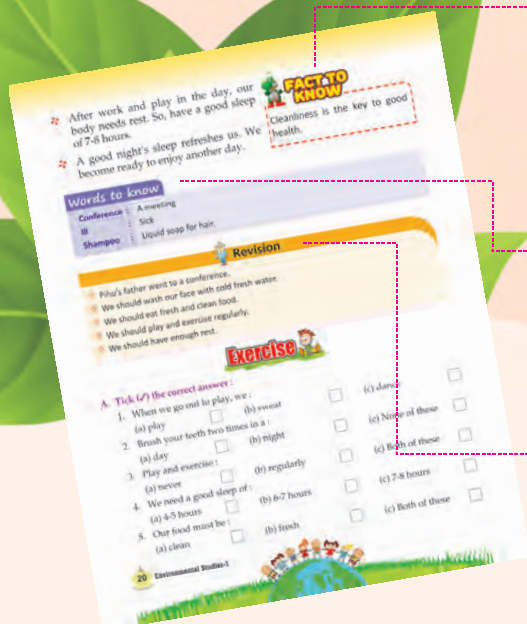 After work and play in the day, our
body needs rest. So, have a good sleep
of 7-8 hours.
A good night's sleep refreshes us. We
become ready to enjoy another day.
FACT TO
KNOW
Cleanliness is the key to good
health.
Words to know
Conference : A meeting
Ill : Sick
Shampoo : Liquid soap for hair.
Revision
Pihu's father went to a conference.
We should wash our face with cold fresh water.
We should eat fresh and clean food.
We should play and exercise regularly.
We should have enough rest.
Exercise
A. Tick (✓) the correct answer :
1. When we go out to play, we :
(a) play (b) sweat (c) dance
2. Brush your teeth two times in a :
(a) day (b) night (c) None of these
3. Play and exercise :
(a) never (b) regularly (c) Both of these
4. We need a good sleep of :
(a) 4-5 hours (b) 6-7 hours (c) 7-8 hours
5. Our food must be :
(a) clean (b) fresh (c) Both of these
20 Environmental Studies-1